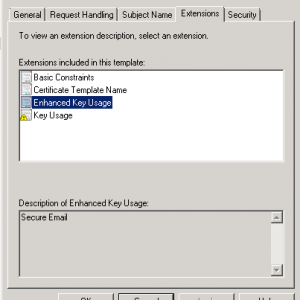 General Request Handling Subject Name Extensions Security
To view an extension description, select an extension.
Extensions included in this template:
Basic Constraints
Certificate Template Name
Enhanced Key Usage
Key Usage
Description of Enhanced Key Usage:
Secure Email